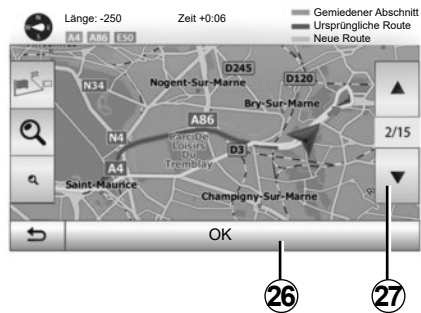 Länge: -250 Zeit +0:06
Gemiedener Abschnitt
Ursprüngliche Route
Neue Route
A4 A86 E50
D245
N34
D120
Nogent-Sur-Marne
Bry-Sur-Marne
A86
2/15
N4
Parc De
Loisirs
Du
Tremblay
D3
A4
Saint-Maurice
Champigny-Sur-Marne
OK
26 27